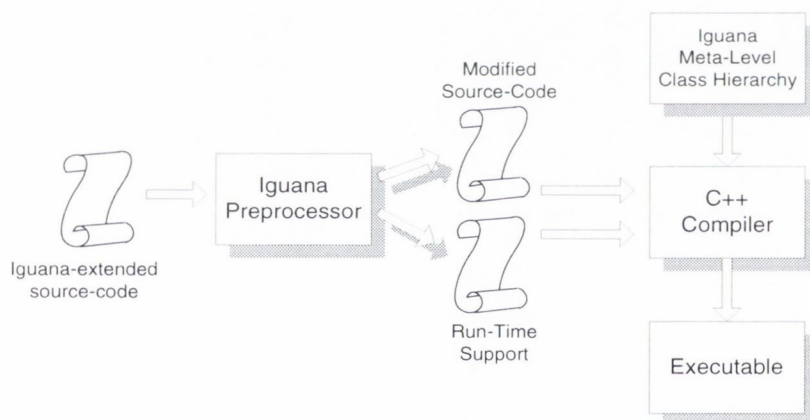 Iguana
Meta-Level
Class Hierarchy
Modified
Source-Code
Iguana
Preprocessor
C++
Compiler
Iguana-extended
source-code
Run-Time
Support
Executable